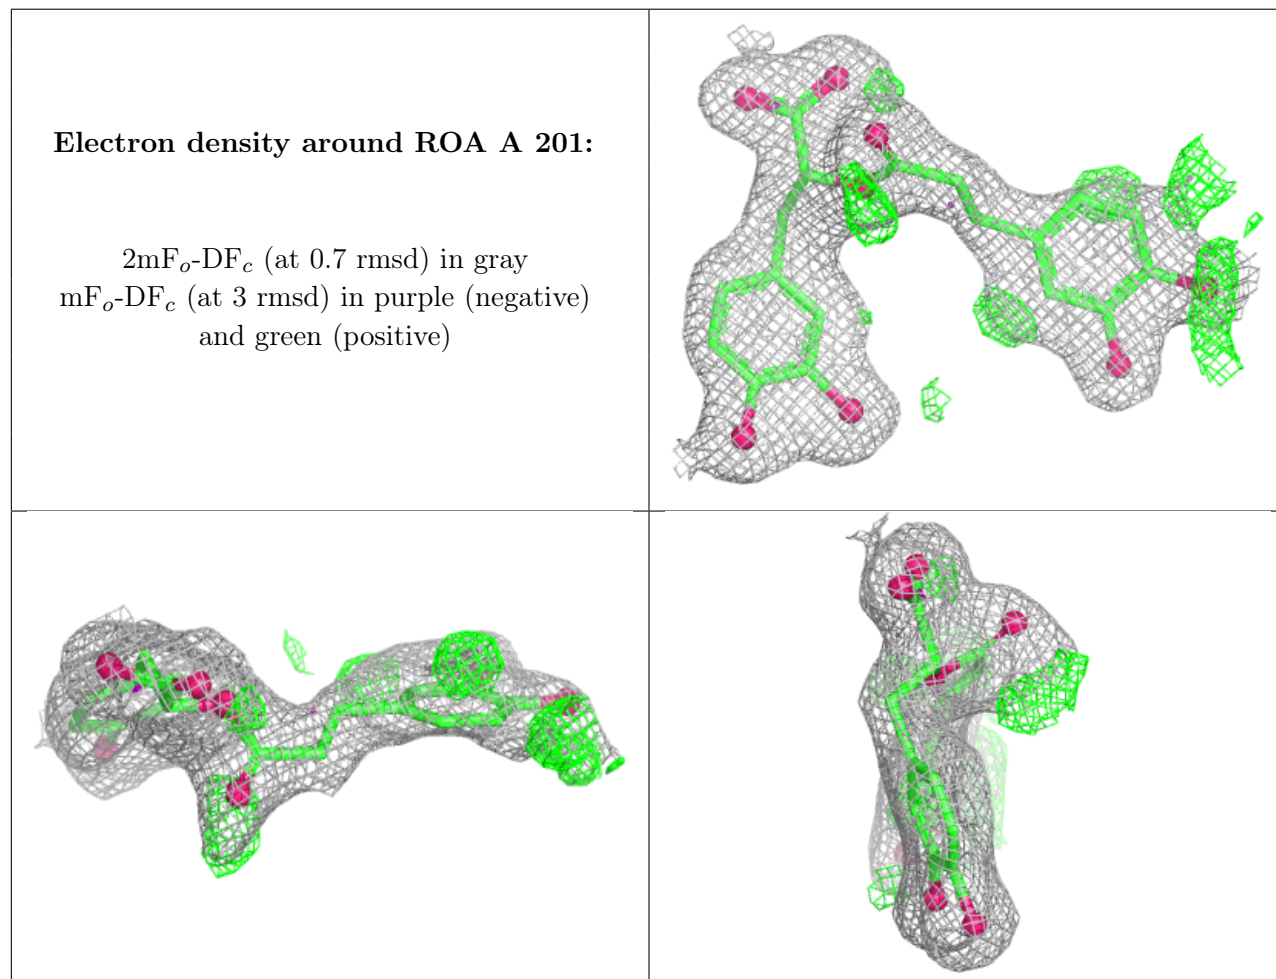 Electron density around ROA A 201:
2mFₒ-DF𝒸 (at 0.7 rmsd) in gray
mFₒ-DF𝒸 (at 3 rmsd) in purple (negative)
and green (positive)